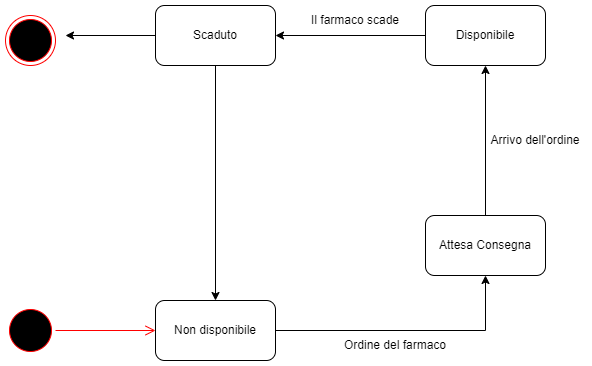 Scaduto
Il farmaco scade
Disponibile
Arrivo dell'ordine
Attesa Consegna
Non disponibile
Ordine del farmaco